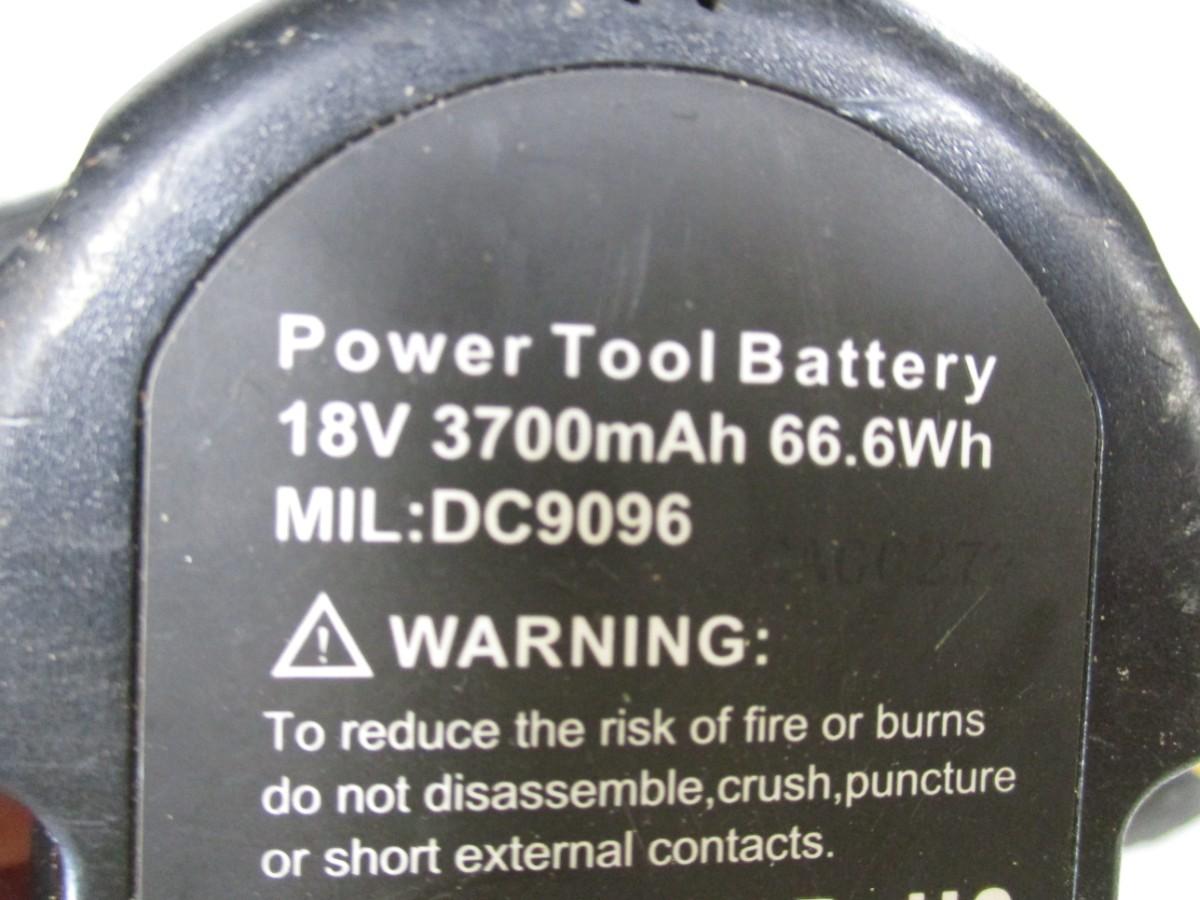 Power Tool Battery
18V 3700mAh 66.6Wh
MIL:DC9096
WARNING:
To reduce the risk of fire or burns
do not disassemble,crush,puncture
or short external contacts.